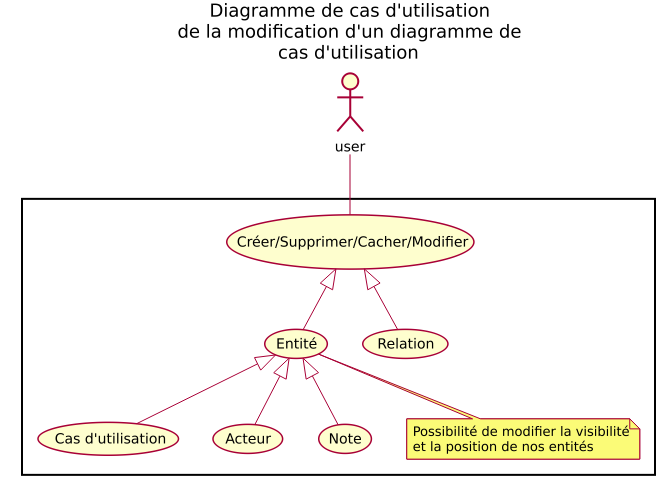 Diagramme de cas d'utilisation
de la modification d'un diagramme de
cas d'utilisation
user
Créer/Supprimer/Cacher/Modifier
Entité
Relation
Cas d'utilisation
Acteur
Note
Possibilité de modifier la visibilité
et la position de nos entités